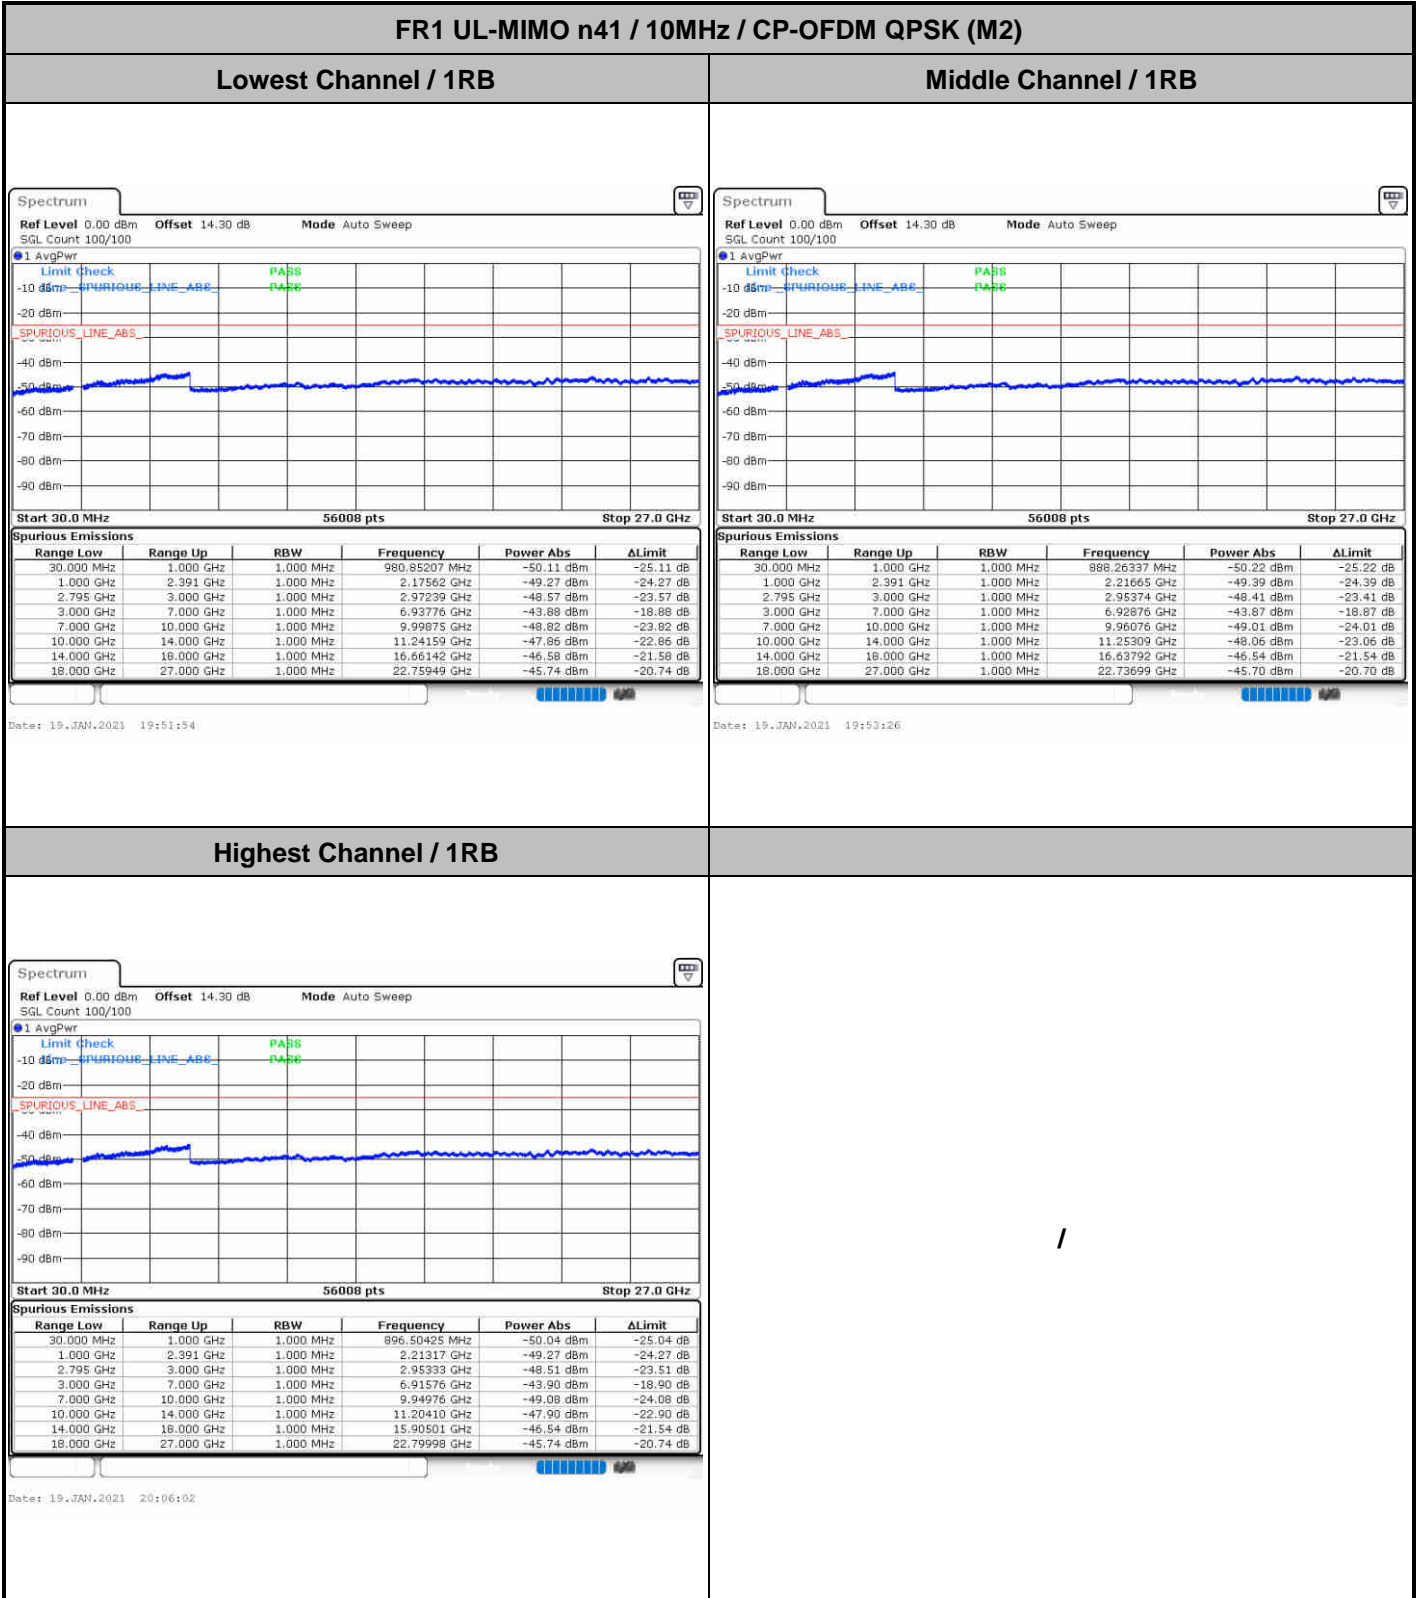 FR1 UL-MIMO n41 / 10MHz / CP-OFDM QPSK (M2)
Lowest Channel / 1RB
Middle Channel / 1RB
Spectrum
Ref Level 0.00 dBm Offset 14.30 dB Mode Auto Sweep
SGL Count 100/100
1 AvgPwr
Limit Check PASS
-10 dBm
Line _SPURIOUS_LINE_ABS_ PASS
-20 dBm
_SPURIOUS_LINE_ABS_
-40 dBm
-50 dBm
-60 dBm
-70 dBm
-80 dBm
-90 dBm
Start 30.0 MHz 56008 pts Stop 27.0 GHz
Spurious Emissions
Range Low Range Up RBW Frequency Power Abs ΔLimit
30.000 MHz 1.000 GHz 1.000 MHz 980.85207 MHz -50.11 dBm -25.11 dB
1.000 GHz 2.391 GHz 1.000 MHz 2.17562 GHz -49.27 dBm -24.27 dB
2.795 GHz 3.000 GHz 1.000 MHz 2.97239 GHz -48.57 dBm -23.57 dB
3.000 GHz 7.000 GHz 1.000 MHz 6.93776 GHz -43.88 dBm -18.88 dB
7.000 GHz 10.000 GHz 1.000 MHz 9.99875 GHz -48.82 dBm -23.82 dB
10.000 GHz 14.000 GHz 1.000 MHz 11.24159 GHz -47.86 dBm -22.86 dB
14.000 GHz 18.000 GHz 1.000 MHz 16.66142 GHz -46.58 dBm -21.58 dB
18.000 GHz 27.000 GHz 1.000 MHz 22.75949 GHz -45.74 dBm -20.74 dB
Date: 19.JAN.2021 19:51:54
Spectrum
Ref Level 0.00 dBm Offset 14.30 dB Mode Auto Sweep
SGL Count 100/100
1 AvgPwr
Limit Check PASS
-10 dBm
Line _SPURIOUS_LINE_ABS_ PASS
-20 dBm
_SPURIOUS_LINE_ABS_
-40 dBm
-50 dBm
-60 dBm
-70 dBm
-80 dBm
-90 dBm
Start 30.0 MHz 56008 pts Stop 27.0 GHz
Spurious Emissions
Range Low Range Up RBW Frequency Power Abs ΔLimit
30.000 MHz 1.000 GHz 1.000 MHz 888.26337 MHz -50.22 dBm -25.22 dB
1.000 GHz 2.391 GHz 1.000 MHz 2.21665 GHz -49.39 dBm -24.39 dB
2.795 GHz 3.000 GHz 1.000 MHz 2.95374 GHz -48.41 dBm -23.41 dB
3.000 GHz 7.000 GHz 1.000 MHz 6.92876 GHz -43.87 dBm -18.87 dB
7.000 GHz 10.000 GHz 1.000 MHz 9.96076 GHz -49.01 dBm -24.01 dB
10.000 GHz 14.000 GHz 1.000 MHz 11.25309 GHz -48.06 dBm -23.06 dB
14.000 GHz 18.000 GHz 1.000 MHz 16.63792 GHz -46.54 dBm -21.54 dB
18.000 GHz 27.000 GHz 1.000 MHz 22.73699 GHz -45.70 dBm -20.70 dB
Date: 19.JAN.2021 19:53:26
Highest Channel / 1RB
Spectrum
Ref Level 0.00 dBm Offset 14.30 dB Mode Auto Sweep
SGL Count 100/100
1 AvgPwr
Limit Check PASS
-10 dBm
Line _SPURIOUS_LINE_ABS_ PASS
-20 dBm
_SPURIOUS_LINE_ABS_
-40 dBm
-50 dBm
-60 dBm
-70 dBm
-80 dBm
-90 dBm
Start 30.0 MHz 56008 pts Stop 27.0 GHz
Spurious Emissions
Range Low Range Up RBW Frequency Power Abs ΔLimit
30.000 MHz 1.000 GHz 1.000 MHz 896.50425 MHz -50.04 dBm -25.04 dB
1.000 GHz 2.391 GHz 1.000 MHz 2.21317 GHz -49.27 dBm -24.27 dB
2.795 GHz 3.000 GHz 1.000 MHz 2.95333 GHz -48.51 dBm -23.51 dB
3.000 GHz 7.000 GHz 1.000 MHz 6.91576 GHz -43.90 dBm -18.90 dB
7.000 GHz 10.000 GHz 1.000 MHz 9.94976 GHz -49.08 dBm -24.08 dB
10.000 GHz 14.000 GHz 1.000 MHz 11.20410 GHz -47.90 dBm -22.90 dB
14.000 GHz 18.000 GHz 1.000 MHz 15.90501 GHz -46.54 dBm -21.54 dB
18.000 GHz 27.000 GHz 1.000 MHz 22.79998 GHz -45.74 dBm -20.74 dB
Date: 19.JAN.2021 20:06:02
/